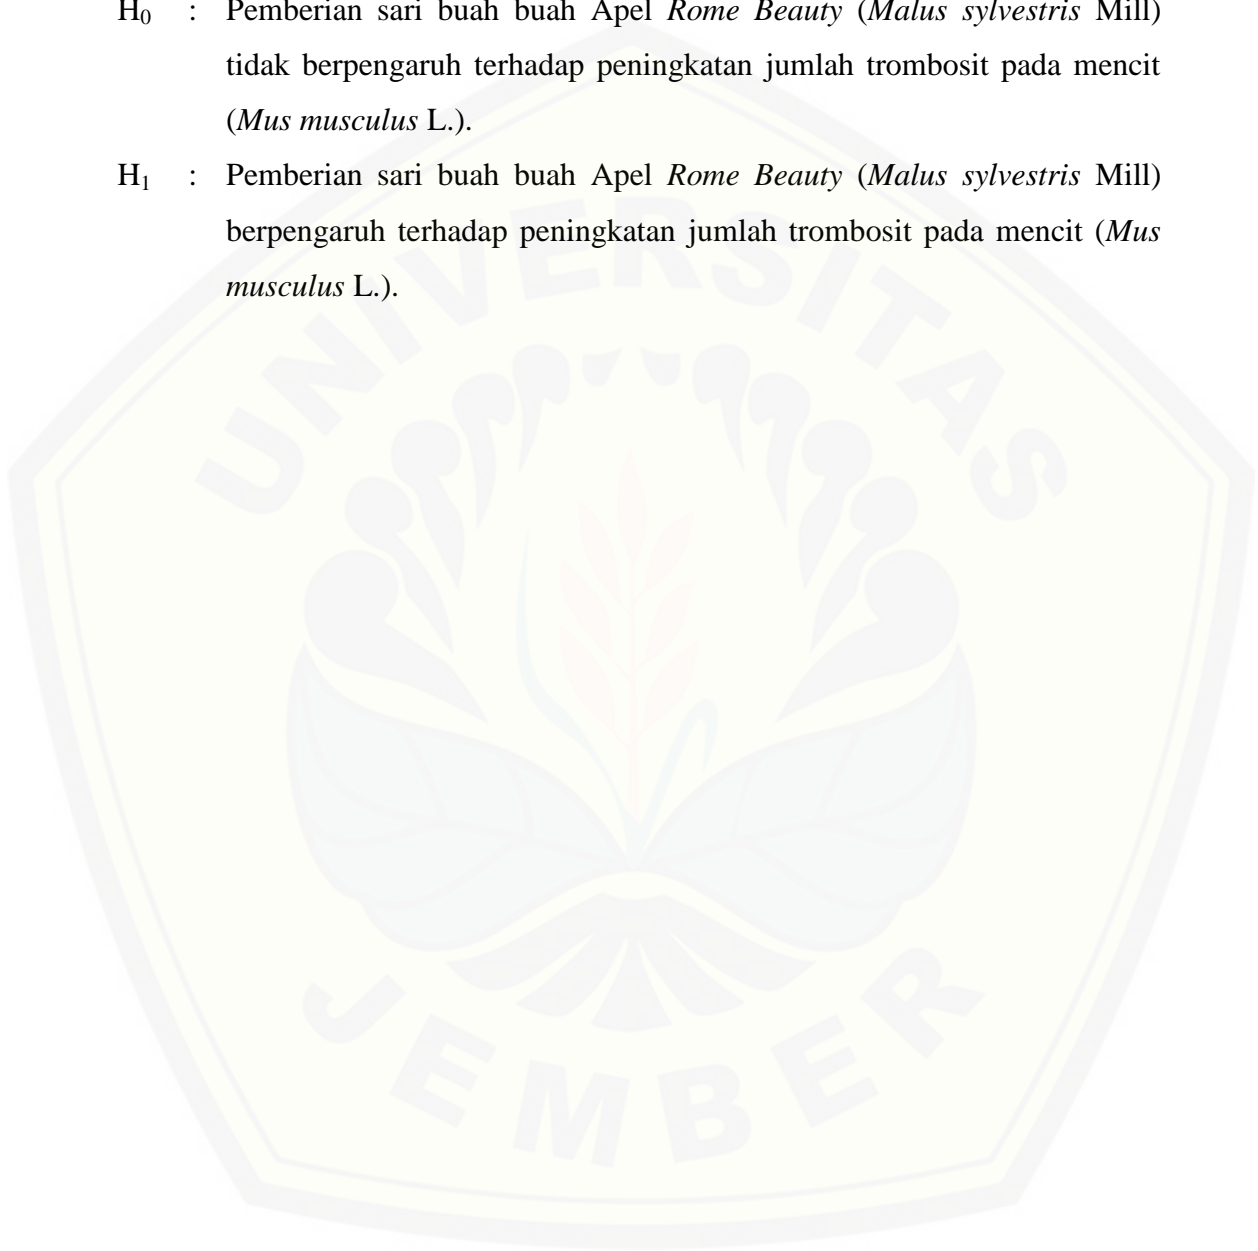 H₀ : Pemberian sari buah buah Apel Rome Beauty (Malus sylvestris Mill)
tidak berpengaruh terhadap peningkatan jumlah trombosit pada mencit
(Mus musculus L.).
H₁ : Pemberian sari buah buah Apel Rome Beauty (Malus sylvestris Mill)
berpengaruh terhadap peningkatan jumlah trombosit pada mencit (Mus
musculus L.).
UNIVERSITAS
JEMBER